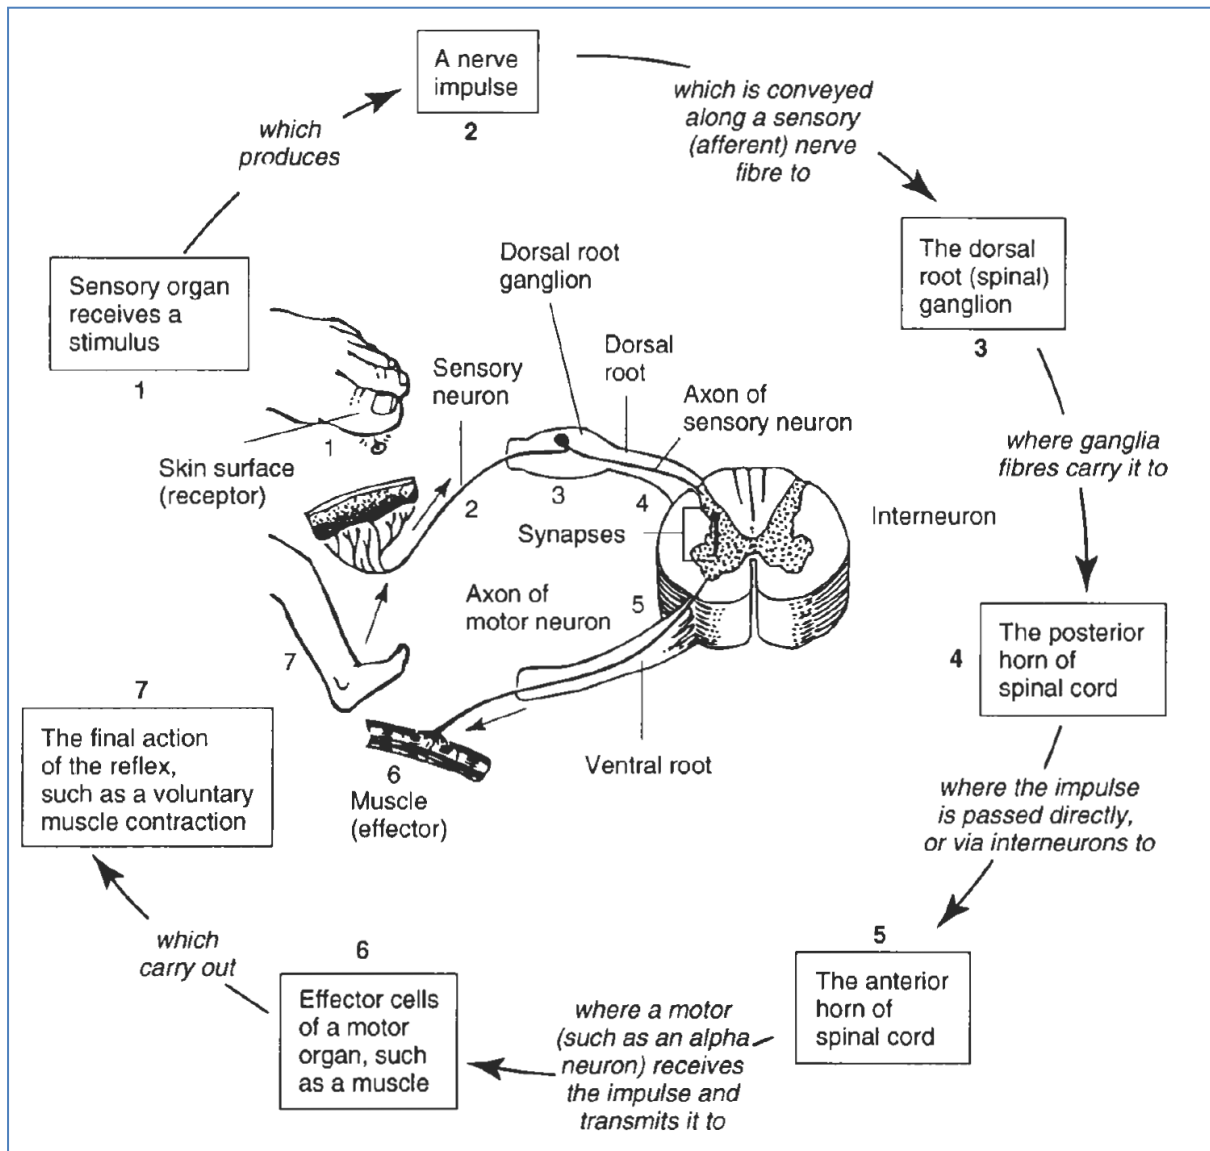 A nerve
impulse
2
which is conveyed
along a sensory
(afferent) nerve
fibre to
which
produces
The dorsal
root (spinal)
ganglion
3
Sensory organ
receives a
stimulus
1
Dorsal root
ganglion
Dorsal
root
Sensory
neuron
Axon of
sensory neuron
1
Skin surface
(receptor)
2
3
4
where ganglia
fibres carry it to
Synapses
Interneuron
Axon of
motor neuron
5
7
4
The posterior
horn of
spinal cord
7
The final action
of the reflex,
such as a voluntary
muscle contraction
6
Muscle
(effector)
Ventral root
where the impulse
is passed directly,
or via interneurons to
which
carry out
6
Effector cells
of a motor
organ, such
as a muscle
where a motor
(such as an alpha
neuron) receives
the impulse and
transmits it to
5
The anterior
horn of
spinal cord